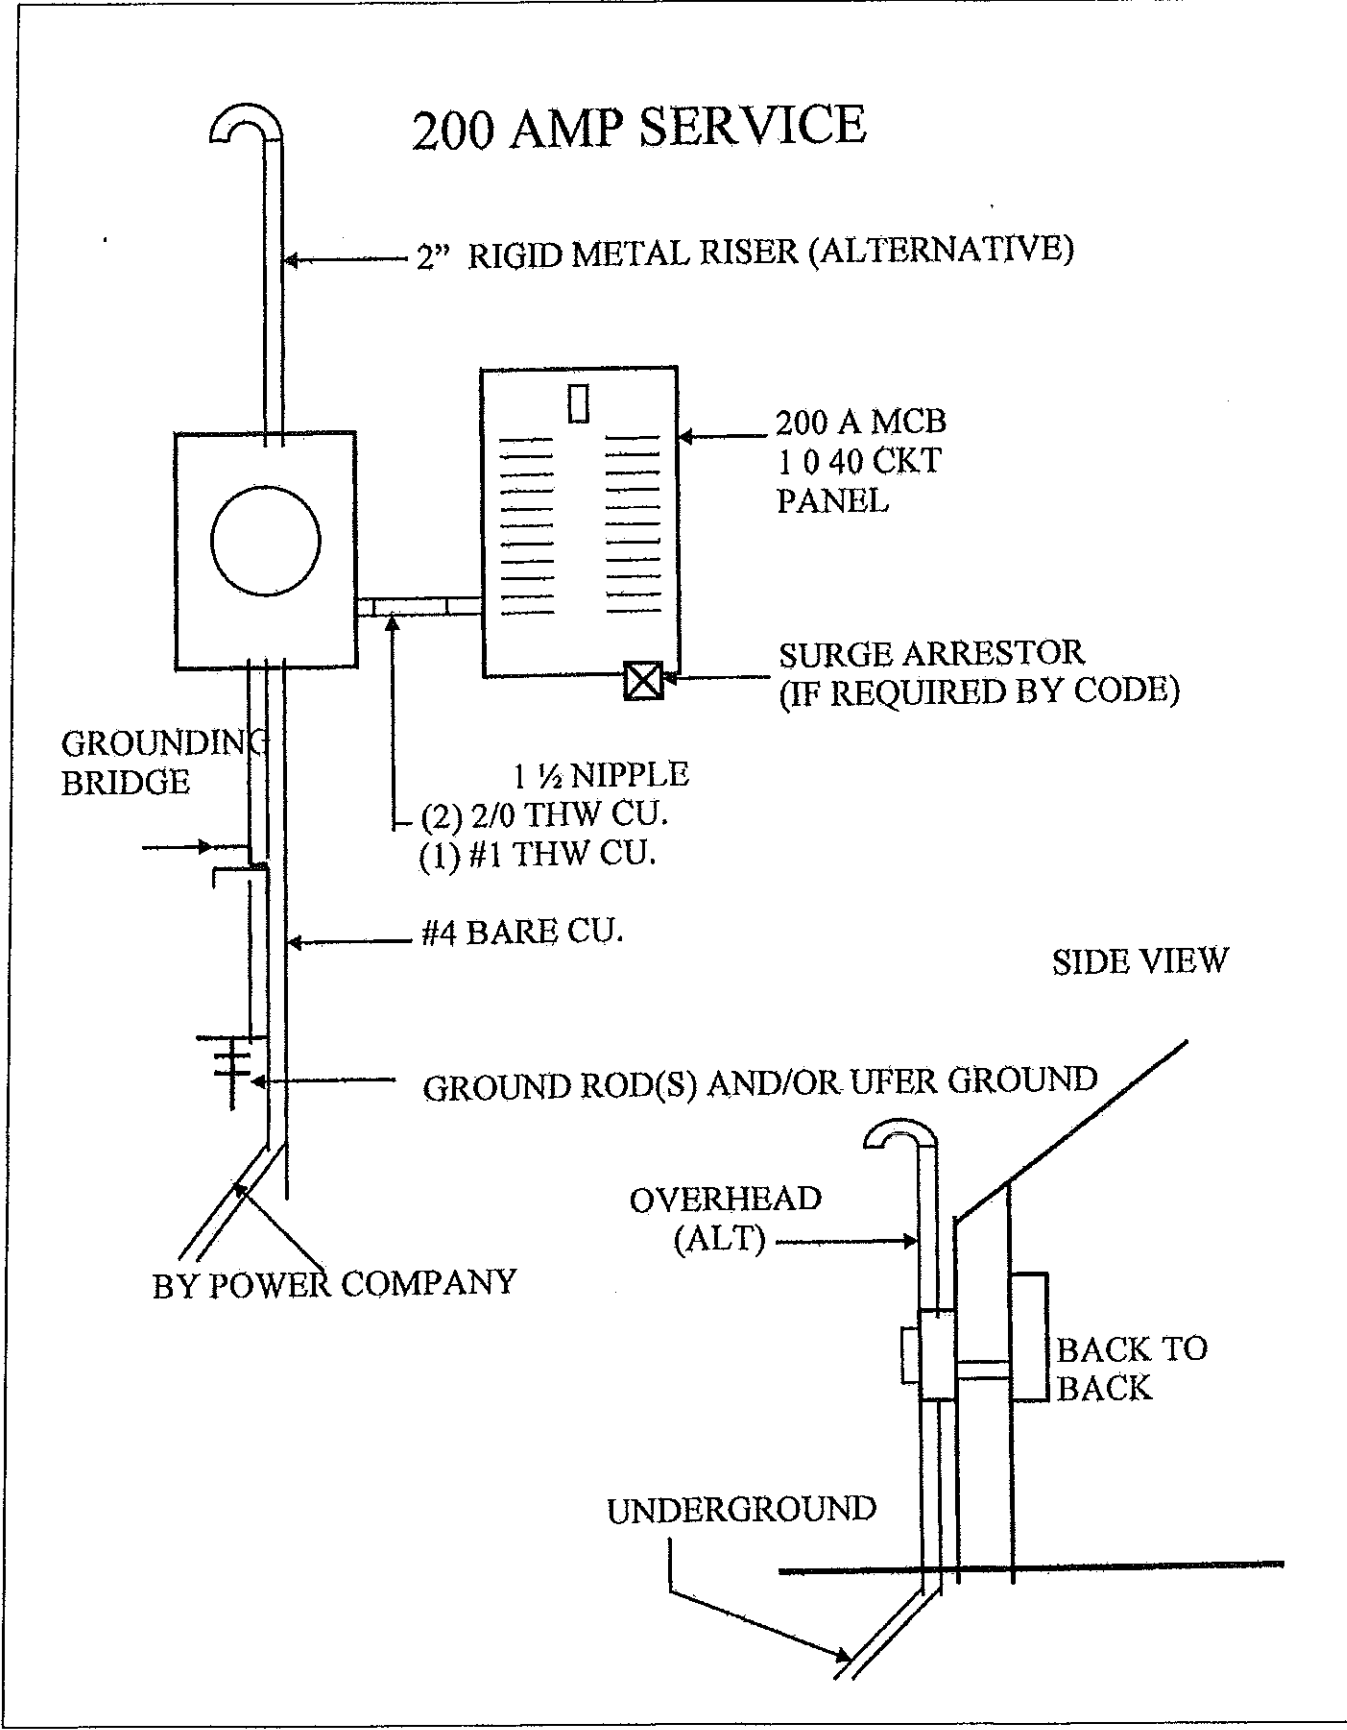 200 AMP SERVICE
2” RIGID METAL RISER (ALTERNATIVE)
200 A MCB
1 0 40 CKT
PANEL
SURGE ARRESTOR
(IF REQUIRED BY CODE)
GROUNDING
BRIDGE
1 ½ NIPPLE
(2) 2/0 THW CU.
(1) #1 THW CU.
#4 BARE CU.
SIDE VIEW
GROUND ROD(S) AND/OR UFER GROUND
OVERHEAD
(ALT)
BY POWER COMPANY
BACK TO
BACK
UNDERGROUND